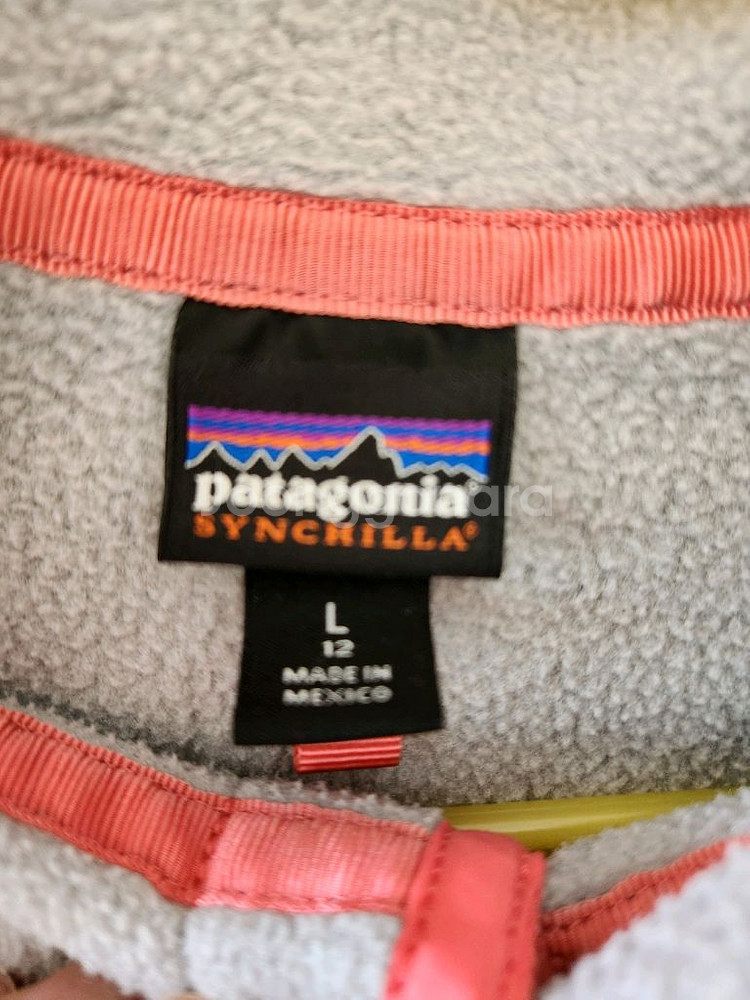 patagonia®
SYNCHILLA®
L
12
MADE IN
MEXICO